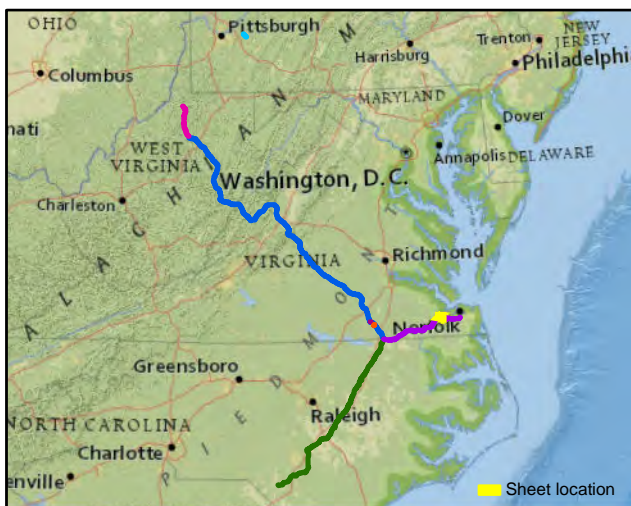 OHIO
Pittsburgh
M
NEW
JERSEY
Trenton
Harrisburg
Philadelphia
Columbus
MARYLAND
nati
Dover
WEST
VIRGINIA
Annapolis
DELAWARE
Washington, D.C.
Charleston
A P P A L A C H I A N
Richmond
VIRGINIA
Norfolk
P I E D M O N T
Greensboro
Raleigh
NORTH CAROLINA
Charlotte
enville
Sheet location